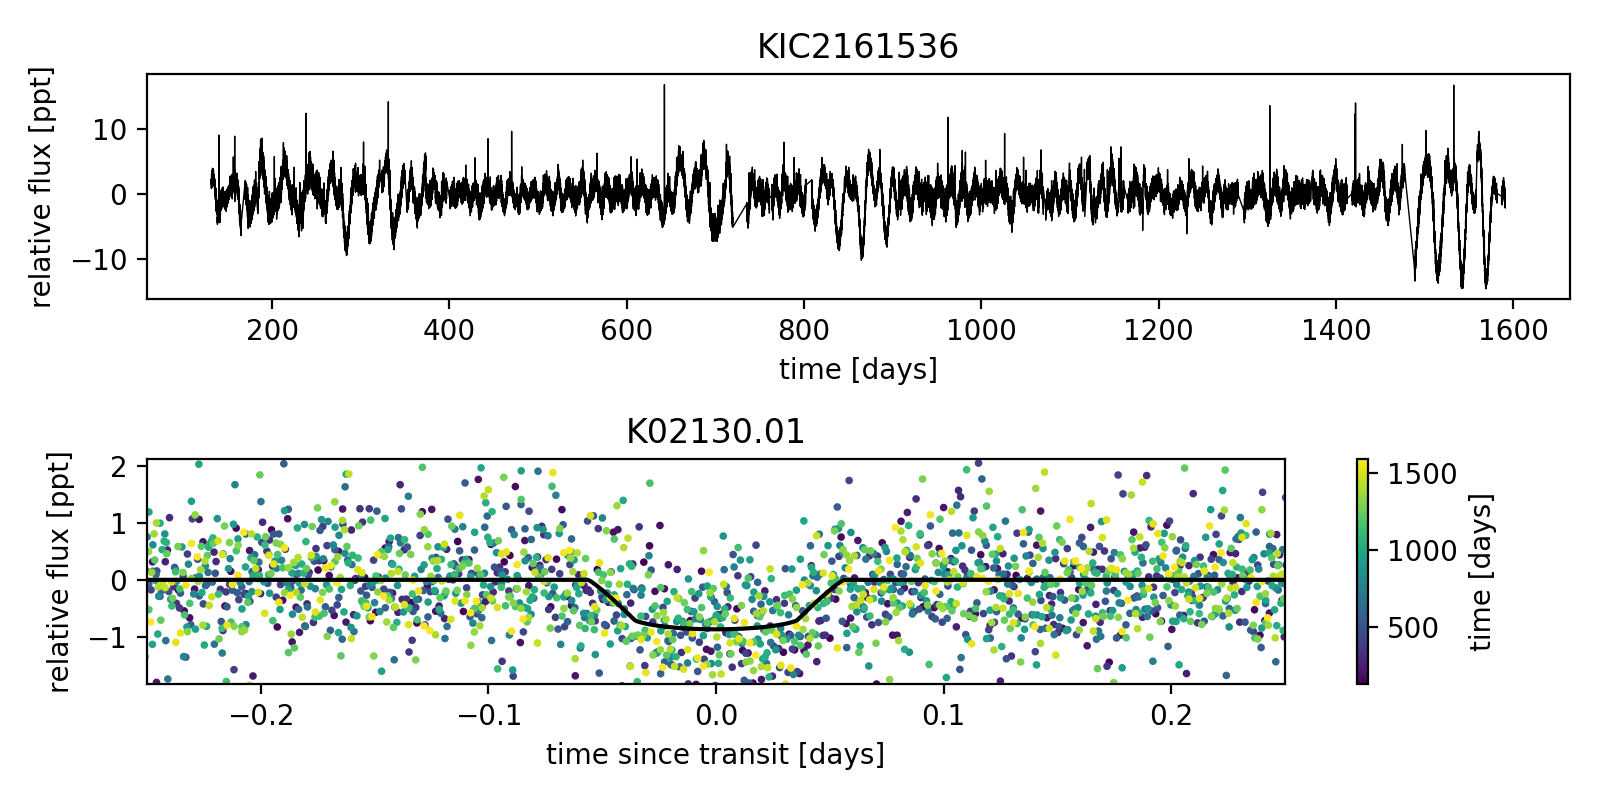 KIC2161536
relative flux [ppt]
10
0
−10
200 400 600 800 1000 1200 1400 1600
time [days]
K02130.01
relative flux [ppt]
2
1
0
−1
−0.2 −0.1 0.0 0.1 0.2
time since transit [days]
1500
1000
500
time [days]